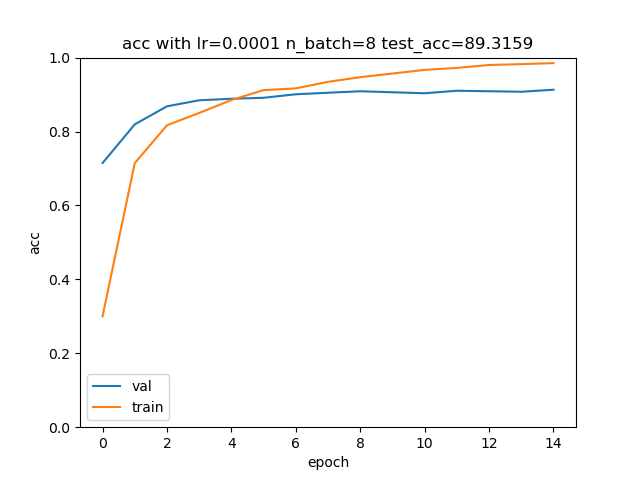 acc with lr=0.0001 n_batch=8 test_acc=89.3159
1.0
0.8
0.6
0.4
0.2
0.0
acc
val
train
0 2 4 6 8 10 12 14
epoch